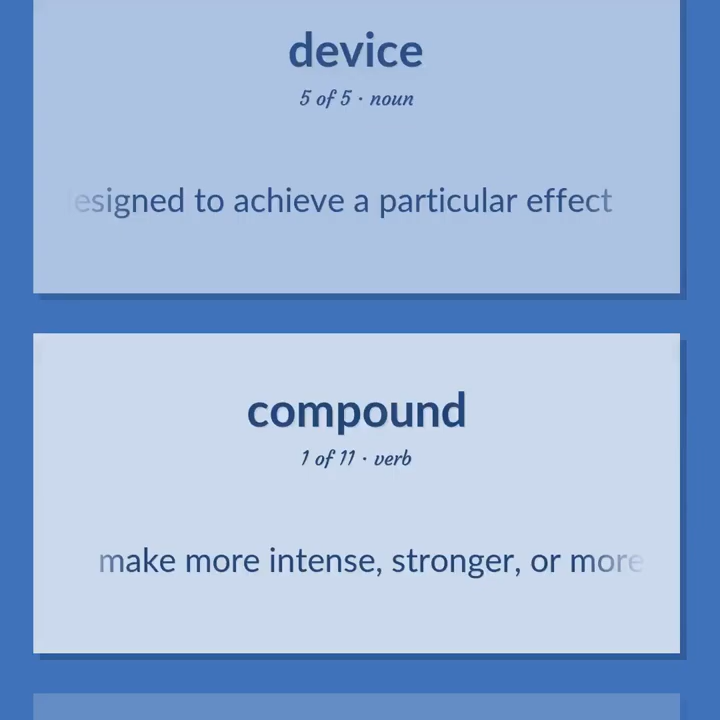 device
5 of 5 · noun
esigned to achieve a particular effect
compound
1 of 11 · verb
make more intense, stronger, or more